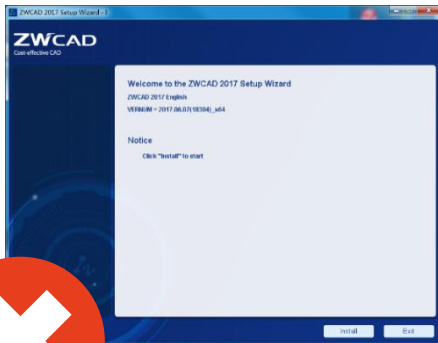 ZWCAD 2017 Setup Wizard
ZWCAD
Cost-effective CAD
Welcome to the ZWCAD 2017 Setup Wizard
ZWCAD 2017 English
VERNUM = 2017.06.07(18304)_x64
Notice
Click "Install" to start
Install
Exit